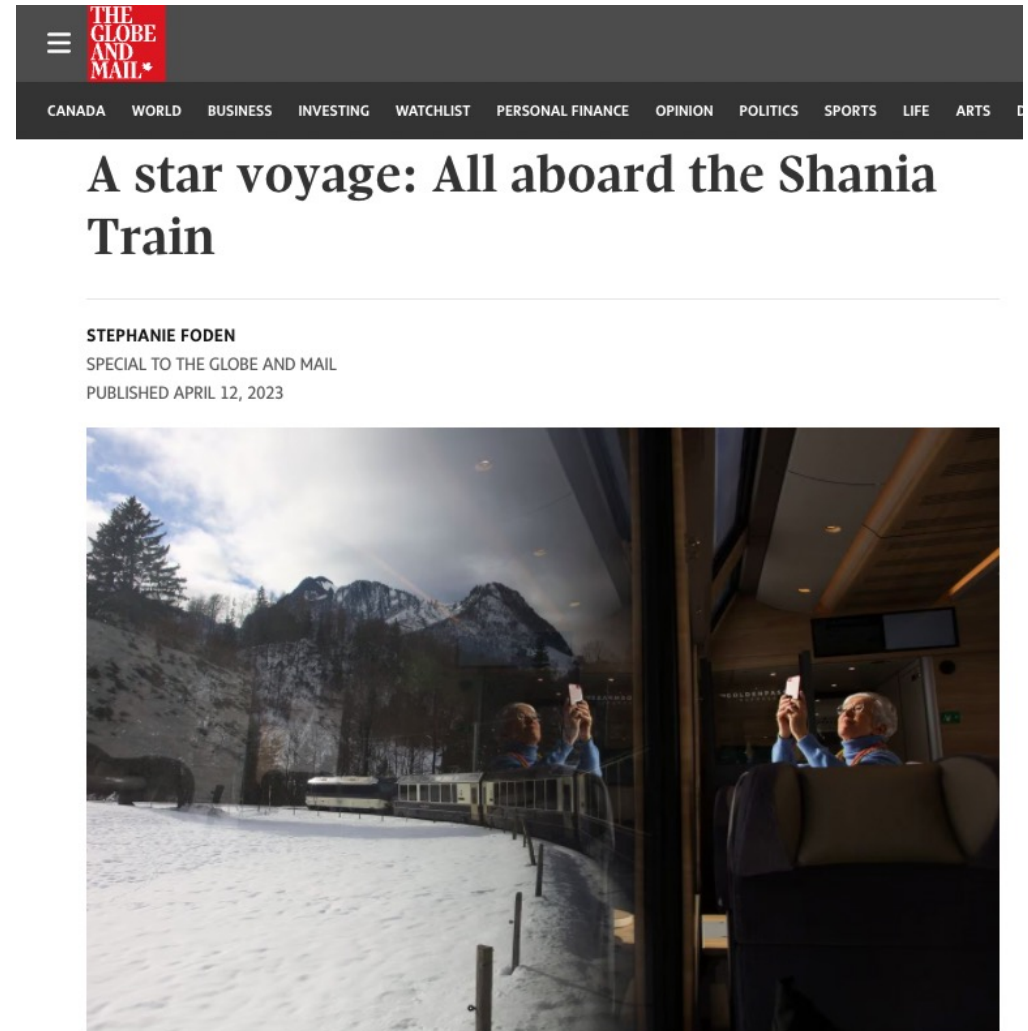 THE
GLOBE
AND
MAIL
CANADA WORLD BUSINESS INVESTING WATCHLIST PERSONAL FINANCE OPINION POLITICS SPORTS LIFE ARTS
A star voyage: All aboard the Shania
Train
STEPHANIE FODEN
SPECIAL TO THE GLOBE AND MAIL
PUBLISHED APRIL 12, 2023
GOLDENPASS